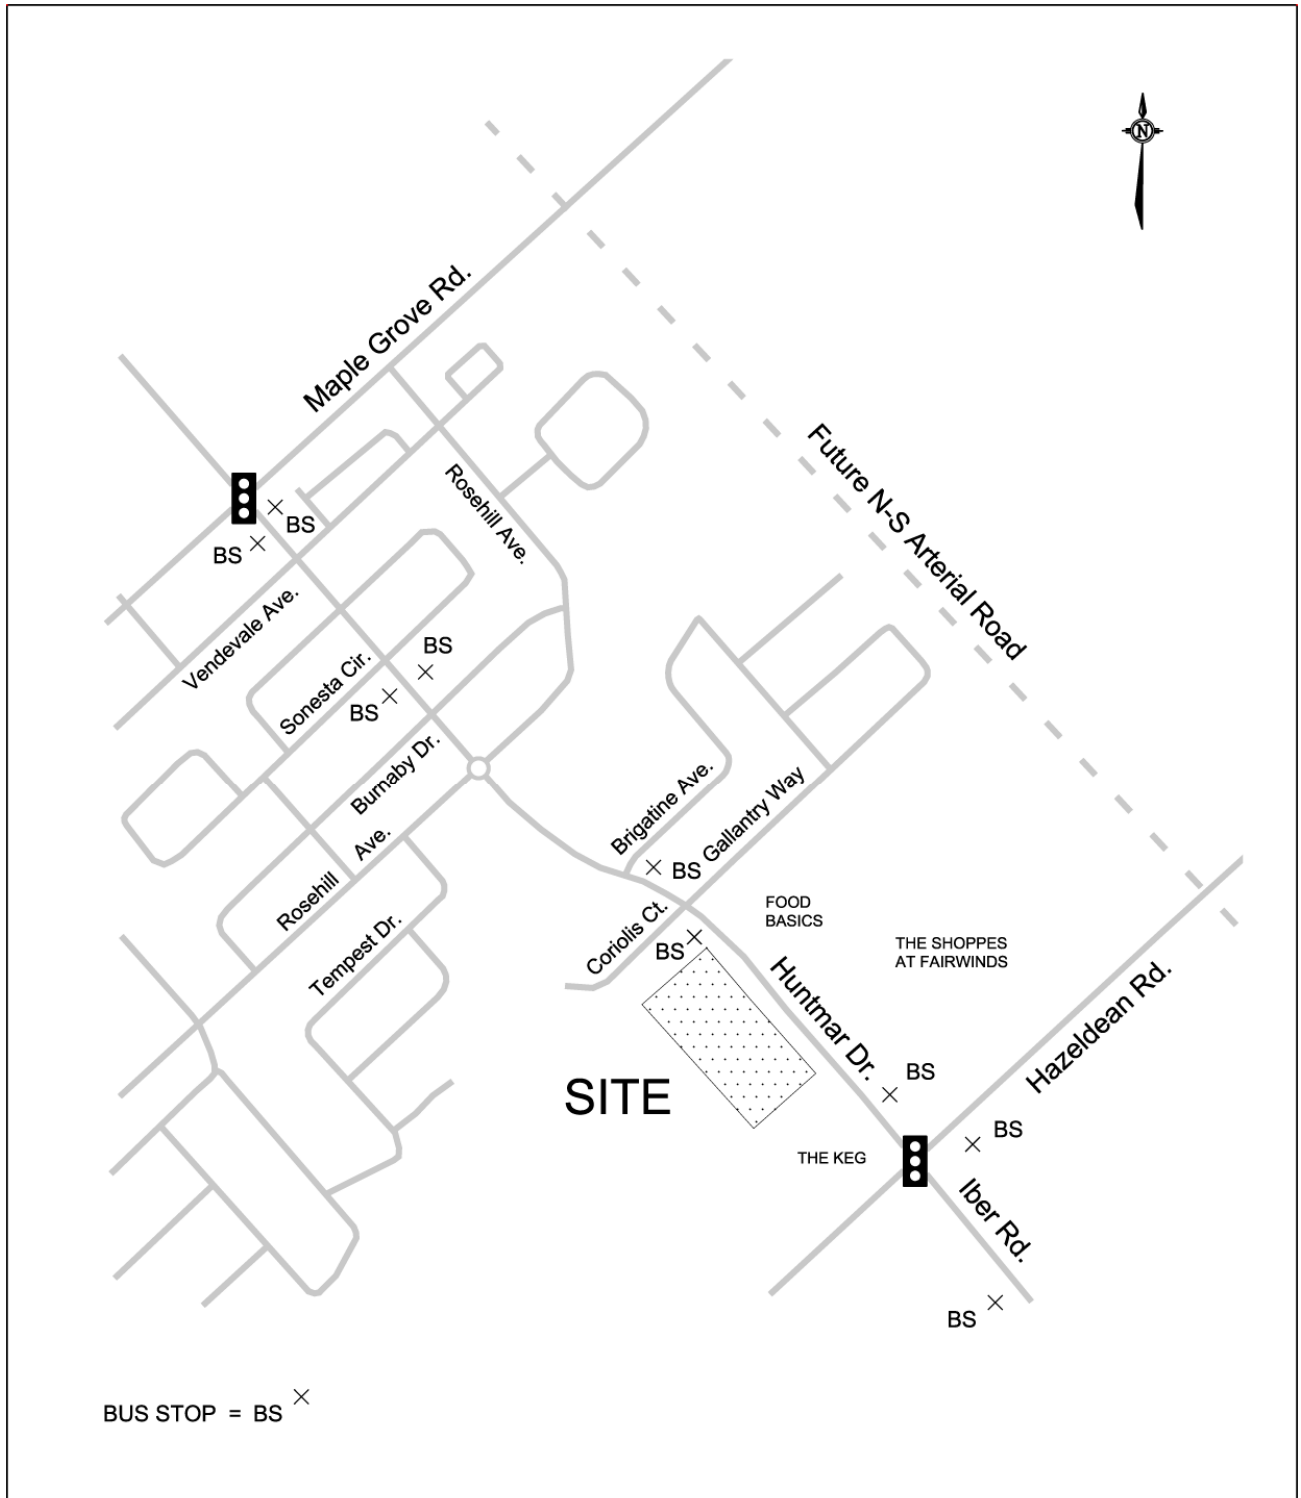 N
Maple Grove Rd.
Future N-S Arterial Road
Rosehill Ave.
BS
BS
Vendevale Ave.
BS
Sonesta Cir.
BS
Burnaby Dr.
Brigatine Ave.
Gallantry Way
BS
Rosehill
Ave.
Tempest Dr.
Coriolis Ct.
BS
FOOD
BASICS
THE SHOPPES
AT FAIRWINDS
Huntmar Dr.
Hazeldean Rd.
SITE
BS
BS
THE KEG
Iber Rd.
BS
BUS STOP = BS